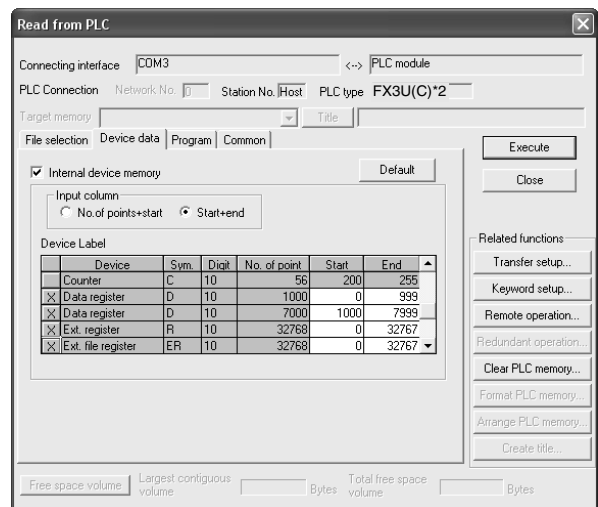 Read from PLC
Connecting interface COM3 <--> PLC module
PLC Connection Network No. 0 Station No. Host PLC type FX3U(C)*2
Target memory Title
File selection Device data Program Common
Execute
Internal device memory Default
Close
Input column
No.of points+start Start+end
Device Label
Related functions
Device Sym. Digit No. of point Start End
Transfer setup...
Counter C 10 56 200 255
Keyword setup...
X Data register D 10 1000 0 999
X Data register D 10 7000 1000 7999
Remote operation...
X Ext. register R 10 32768 0 32767
Redundant operation...
X Ext. file register ER 10 32768 0 32767
Clear PLC memory...
Format PLC memory...
Arrange PLC memory...
Create title...
Free space volume Largest contiguous volume Bytes Total free space volume Bytes